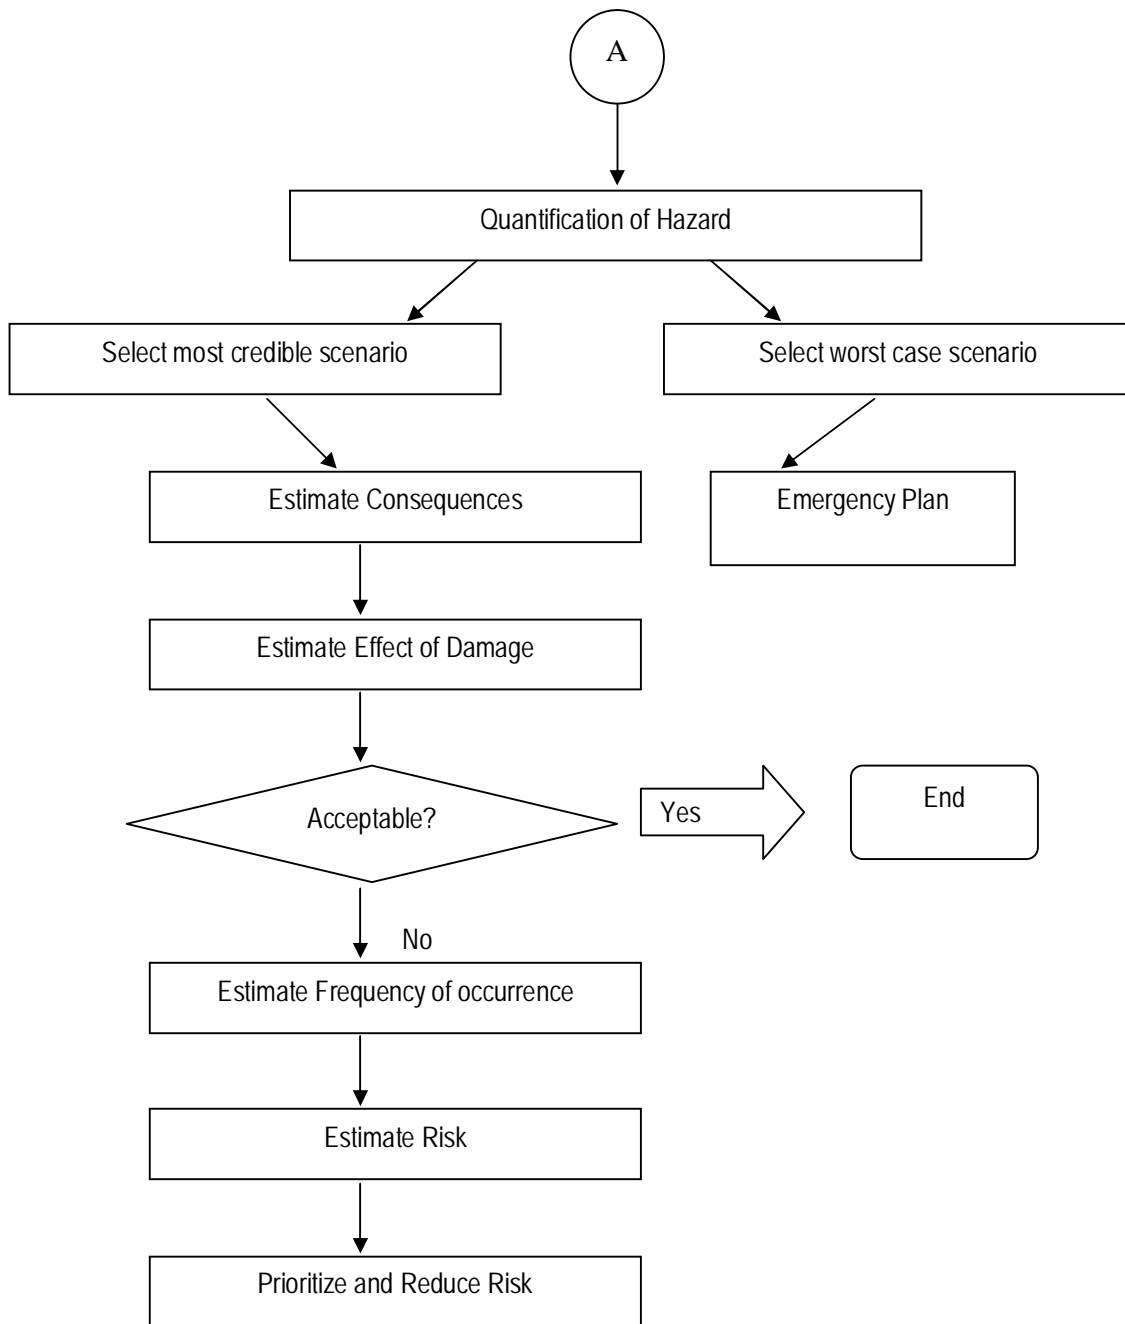 A
Quantification of Hazard
Select most credible scenario
Select worst case scenario
Estimate Consequences
Emergency Plan
Estimate Effect of Damage
Acceptable?
Yes
End
No
Estimate Frequency of occurrence
Estimate Risk
Prioritize and Reduce Risk